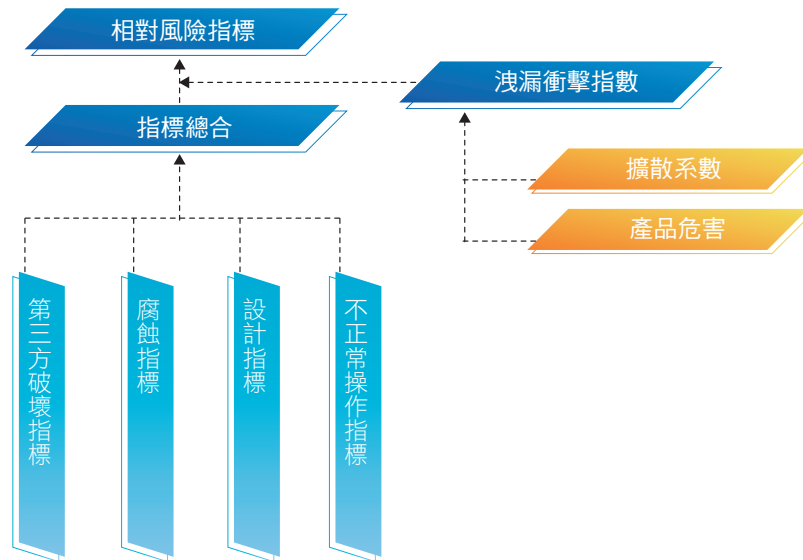 相對風險指標
洩漏衝擊指數
指標總合
擴散系數
產品危害
第三方破壞指標
腐蝕指標
設計指標
不正常操作指標